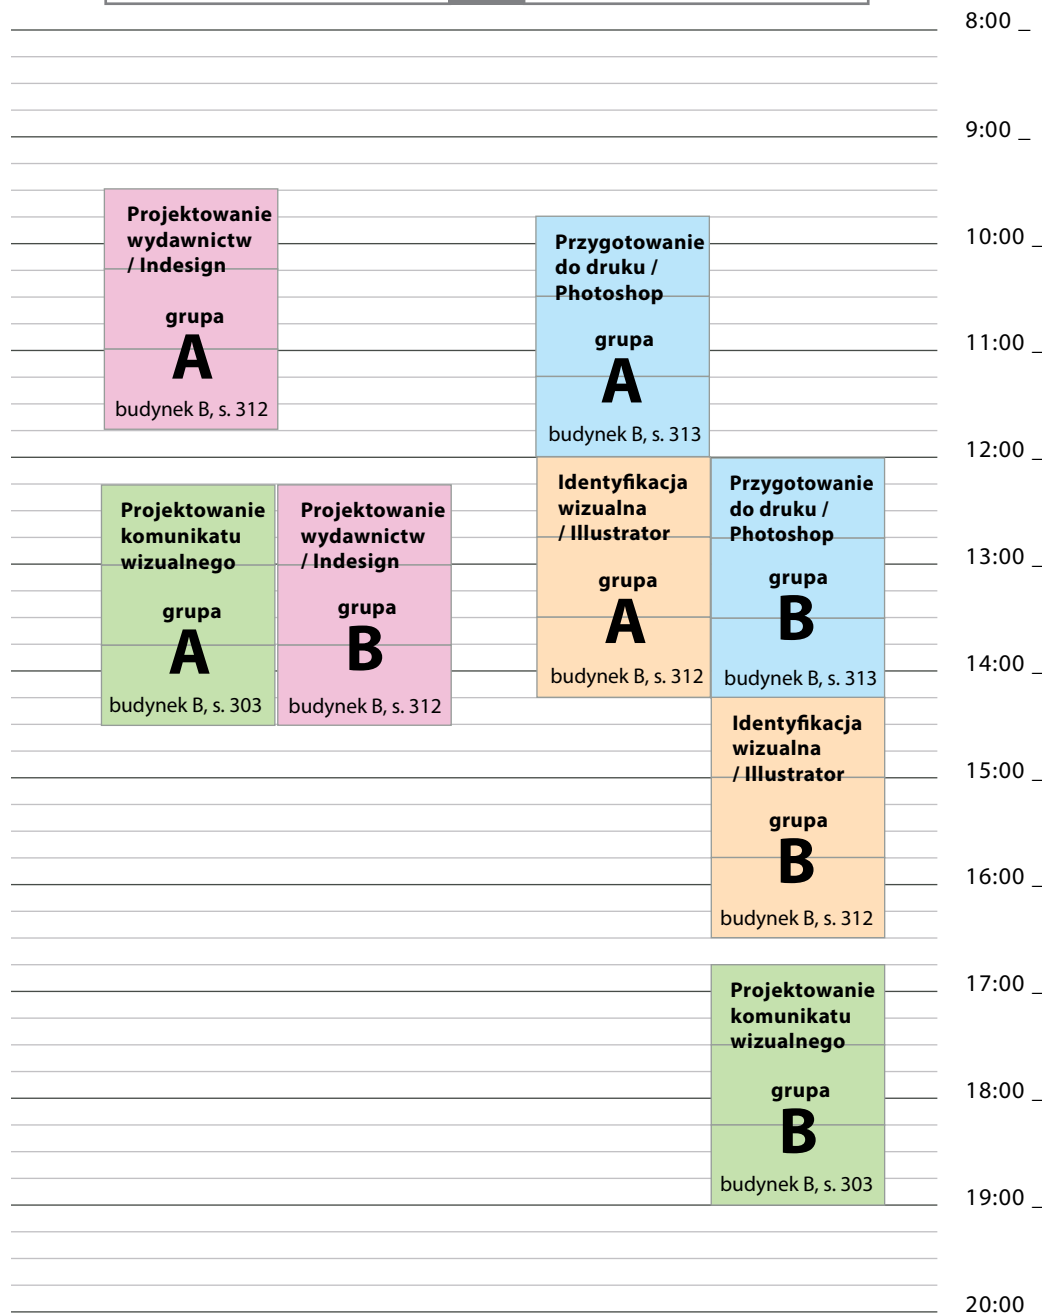 8:00 _
9:00 _
10:00 _
11:00 _
12:00 _
13:00 _
14:00 _
15:00 _
16:00 _
17:00 _
18:00 _
19:00 _
20:00
Projektowanie
wydawnictw
/ Indesign
grupa
A
budynek B, s. 312
Projektowanie
komunikatu
wizualnego
grupa
A
budynek B, s. 303
Projektowanie
wydawnictw
/ Indesign
grupa
B
budynek B, s. 312
Przygotowanie
do druku /
Photoshop
grupa
A
budynek B, s. 313
Identyfikacja
wizualna
/ Illustrator
grupa
A
budynek B, s. 312
Przygotowanie
do druku /
Photoshop
grupa
B
budynek B, s. 313
Identyfikacja
wizualna
/ Illustrator
grupa
B
budynek B, s. 312
Projektowanie
komunikatu
wizualnego
grupa
B
budynek B, s. 303